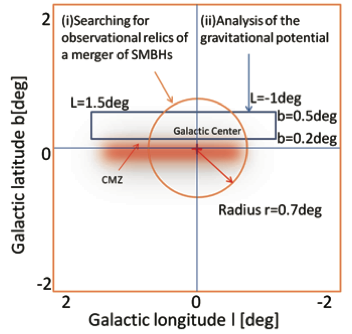 2
(i)Searching for
observational relics of
a merger of SMBHs
(ii)Analysis of the
gravitational potential
L=1.5deg
L=-1deg
b=0.5deg
Galactic Center
b=0.2deg
0
CMZ
Radius r=0.7deg
-2
2
0
-2
Galactic latitude b[deg]
Galactic longitude l [deg]